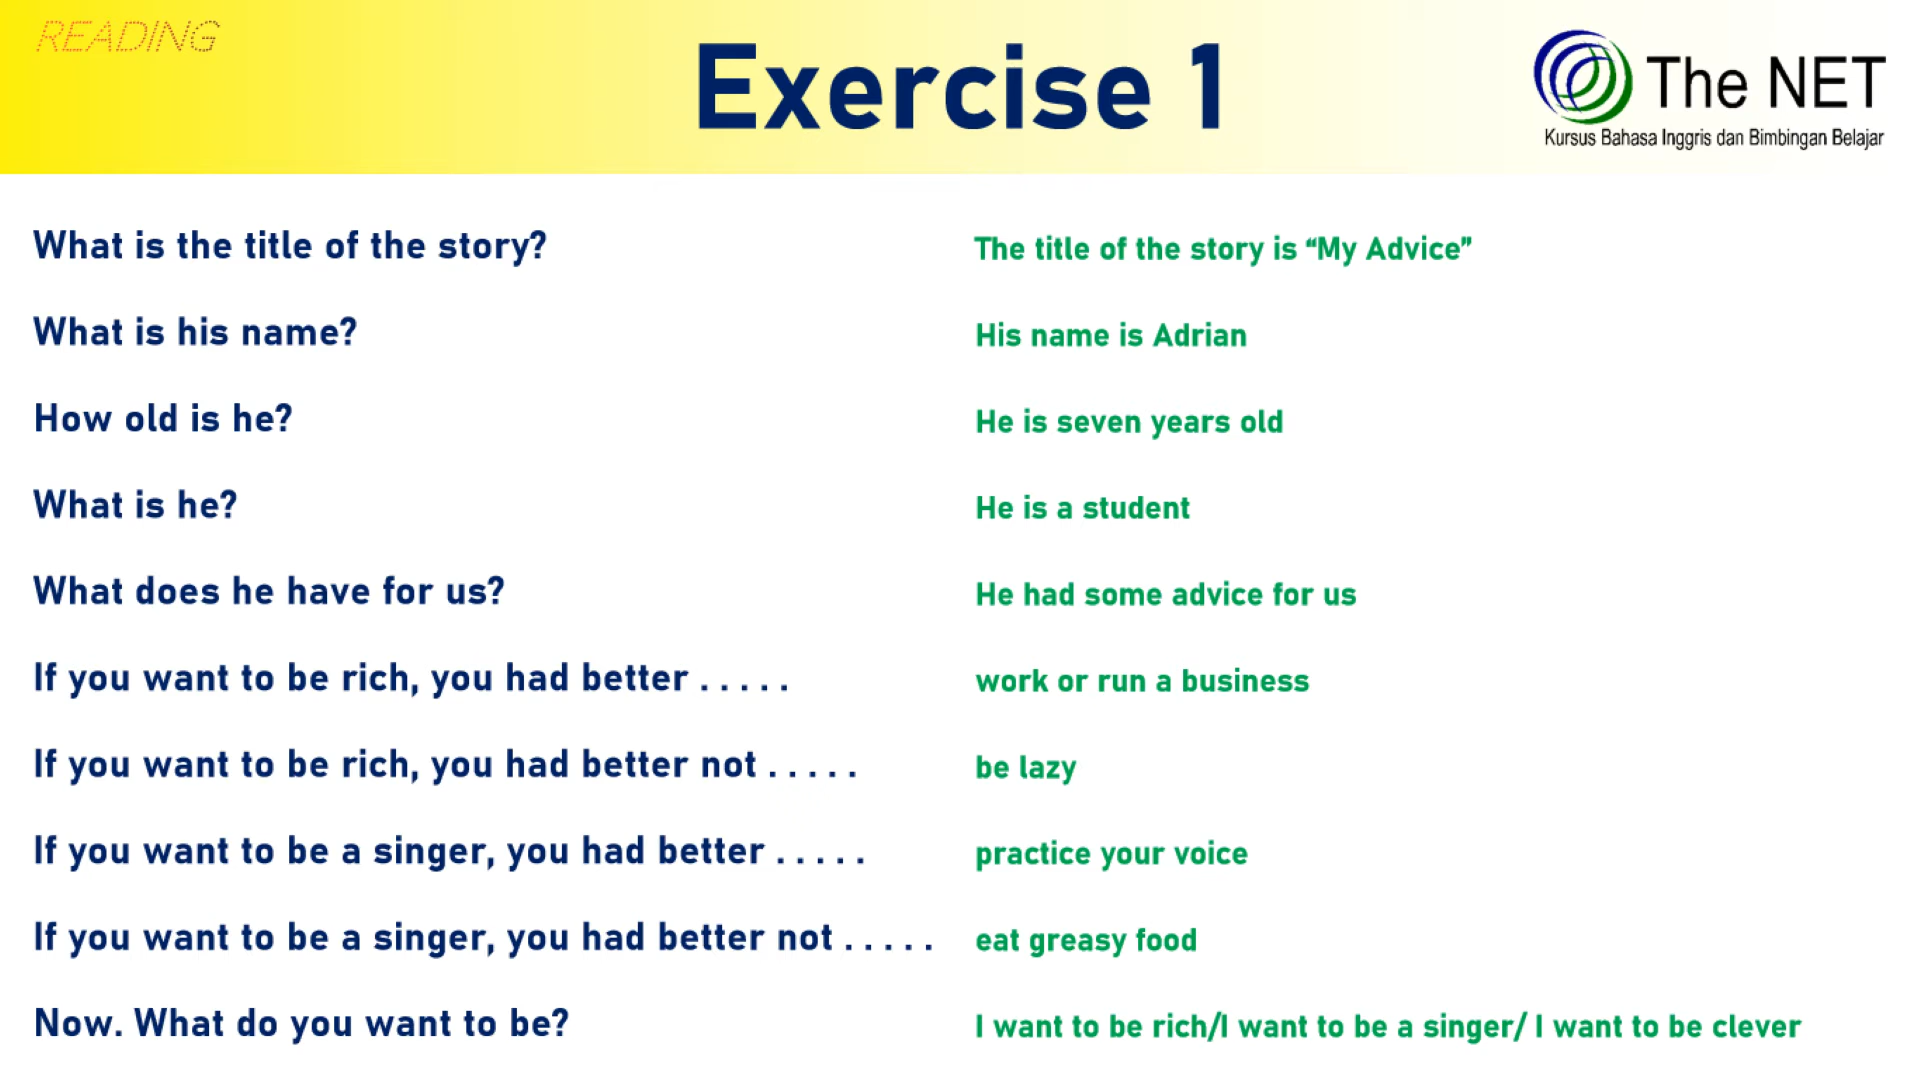 READING
Exercise 1
The NET
Kursus Bahasa Inggris dan Bimbingan Belajar
What is the title of the story?
The title of the story is “My Advice”
What is his name?
His name is Adrian
How old is he?
He is seven years old
What is he?
He is a student
What does he have for us?
He had some advice for us
If you want to be rich, you had better . . . . .
work or run a business
If you want to be rich, you had better not . . . . .
be lazy
If you want to be a singer, you had better . . . . .
practice your voice
If you want to be a singer, you had better not . . . . .
eat greasy food
Now. What do you want to be?
I want to be rich/I want to be a singer/ I want to be clever